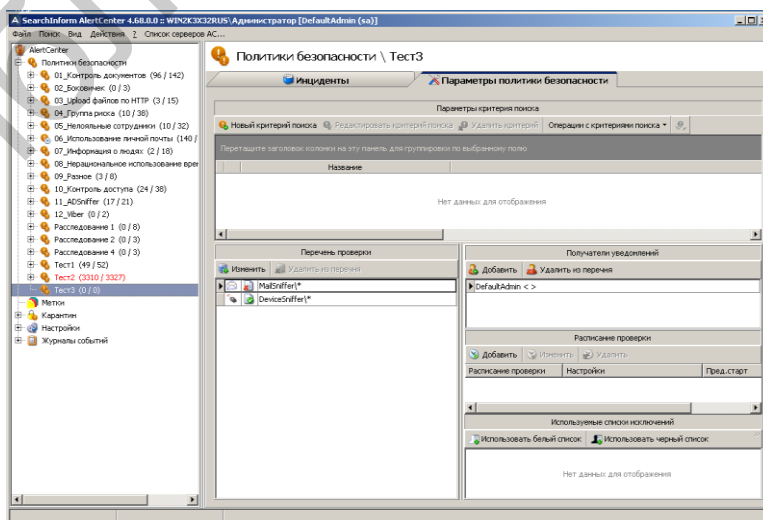 SearchInform AlertCenter 4.68.0.0 :: WIN2K3X32RUS\Администратор [DefaultAdmin (sa)]
Файл Поиск Вид Действия ? Список серверов AC...
AlertCenter
Политики безопасности
01_Контроль документов (96 / 142)
02_Боковичек (0 / 3)
03_Upload файлов по HTTP (3 / 15)
04_Группа риска (10 / 38)
05_Нелояльные сотрудники (10 / 32)
06_Использование личной почты (140 /
07_Информация о людях (2 / 18)
08_Нерациональное использование врем
09_Разное (3 / 8)
10_Контроль доступа (24 / 38)
11_ADSniffer (17 / 21)
12_Viber (0 / 2)
Расследование 1 (0 / 8)
Расследование 2 (0 / 3)
Расследование 4 (0 / 3)
Тест1 (49 / 52)
Тест2 (3310 / 3327)
Тест3 (0 / 0)
Метки
Карантин
Настройки
Журналы событий
Политики безопасности \ Тест3
Инциденты Параметры политики безопасности
Параметры критерия поиска
Новый критерий поиска Редактировать критерий поиска Удалить критерий Операции с критериями поиска
Перетащите заголовок колонки на эту панель для группировки по выбранному полю
Название
Нет данных для отображения
Перечень проверки
Изменить Удалить из перечня
MailSniffer\*
DeviceSniffer\*
Получатели уведомлений
Добавить Удалить из перечня
DefaultAdmin < >
Расписание проверки
Добавить Изменить Удалить
Расписание проверки Настройки Пред.старт
Используемые списки исключений
Использовать белый список Использовать черный список
Нет данных для отображения